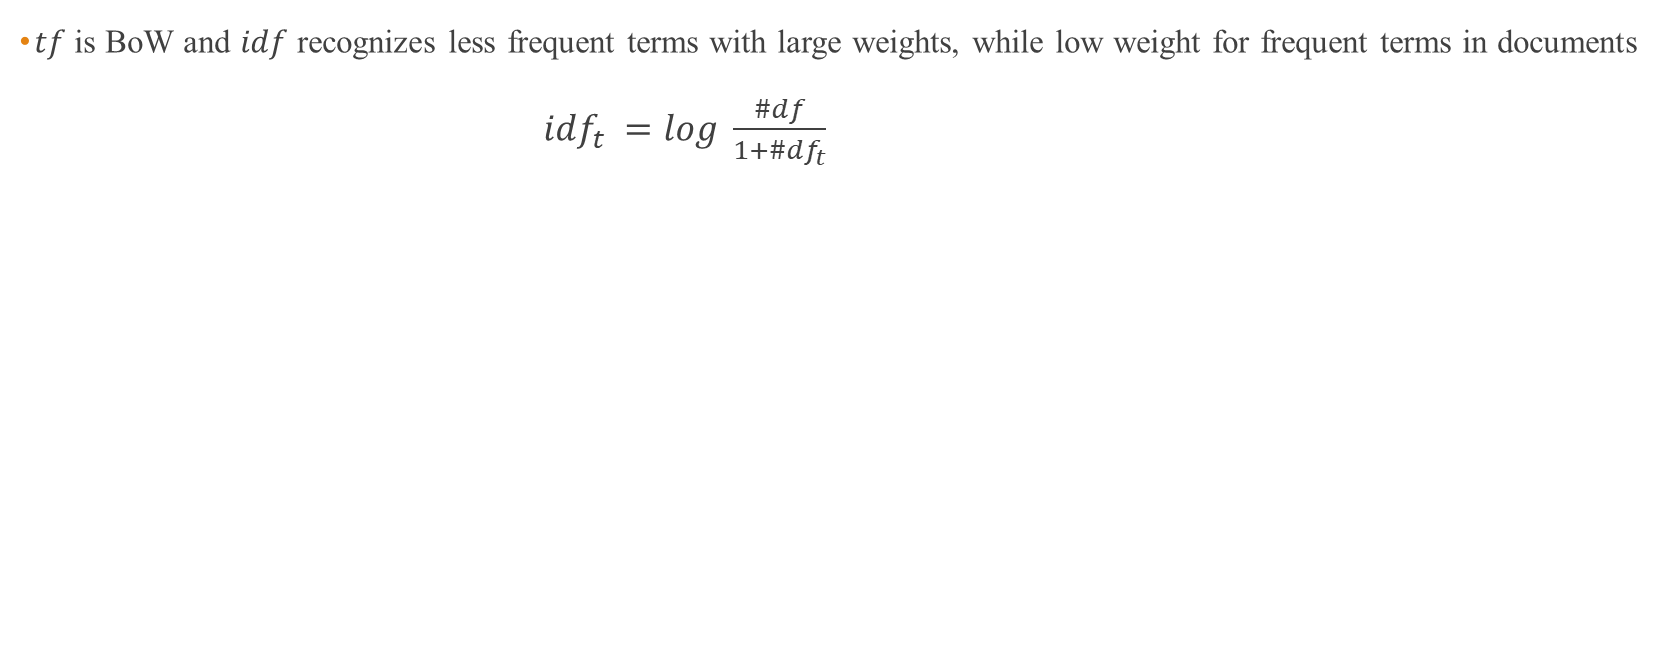 • tf is BoW and idf recognizes less frequent terms with large weights, while low weight for frequent terms in documents
idf_t = log #df / 1+#df_t